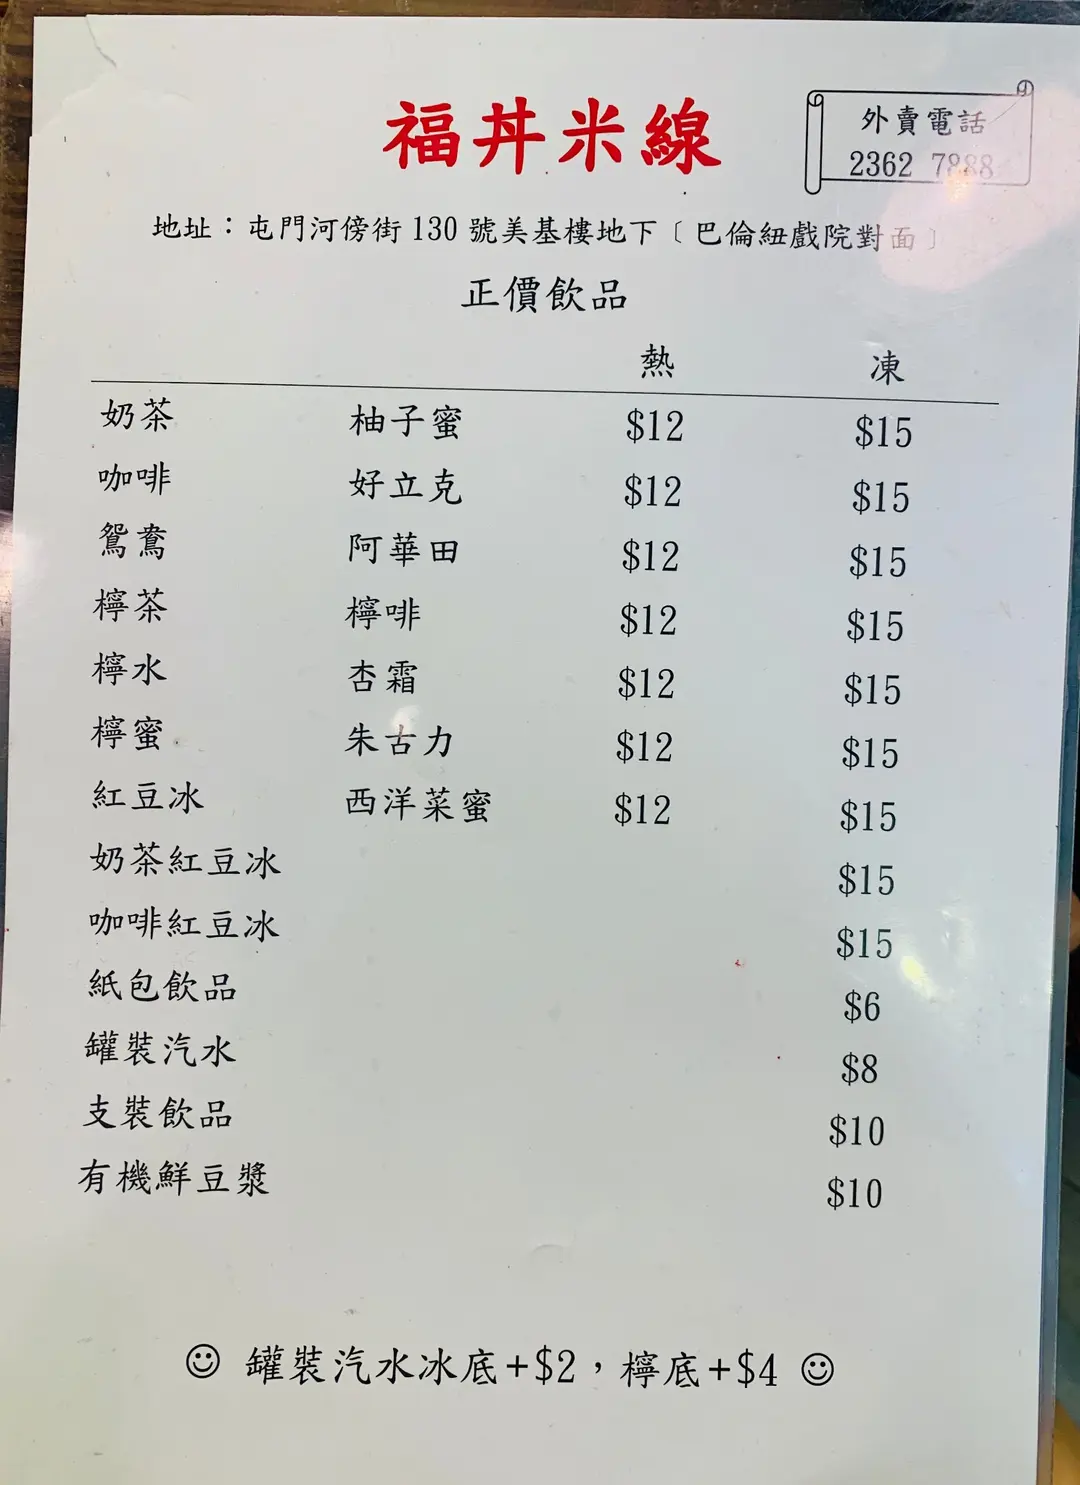 福丼米線
外賣電話
2362 7888
地址：屯門河傍街130號美基樓地下〔巴倫紐戲院對面〕
正價飲品
熱 凍
奶茶 柚子蜜 $12 $15
咖啡 好立克 $12 $15
鴛鴦 阿華田 $12 $15
檸茶 檸啡 $12 $15
檸水 杏霜 $12 $15
檸蜜 朱古力 $12 $15
紅豆冰 西洋菜蜜 $12 $15
奶茶紅豆冰 $15
咖啡紅豆冰 $15
紙包飲品 $6
罐裝汽水 $8
支裝飲品 $10
有機鮮豆漿 $10
☺ 罐裝汽水冰底+$2，檸底+$4 ☺